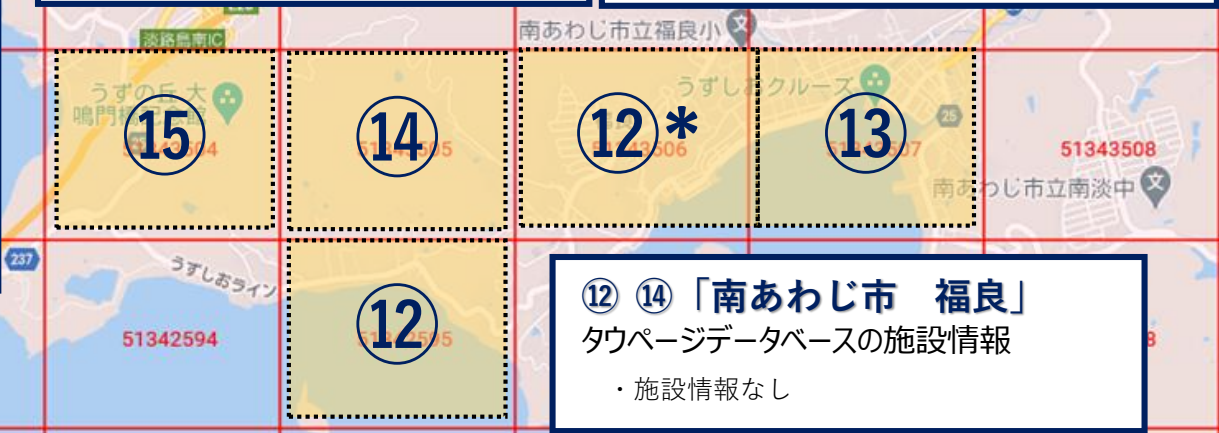 南あわじ市立福良小
淡路島南IC
うずの丘 大
鳴門橋記念館
うずしおクルーズ
⑮
⑭
⑫*
⑬
25
51343508
南あわじ市立南淡中
237
うずしおライン
51342594
⑫
⑫ ⑭「南あわじ市　福良」
タウページデータベースの施設情報
・施設情報なし